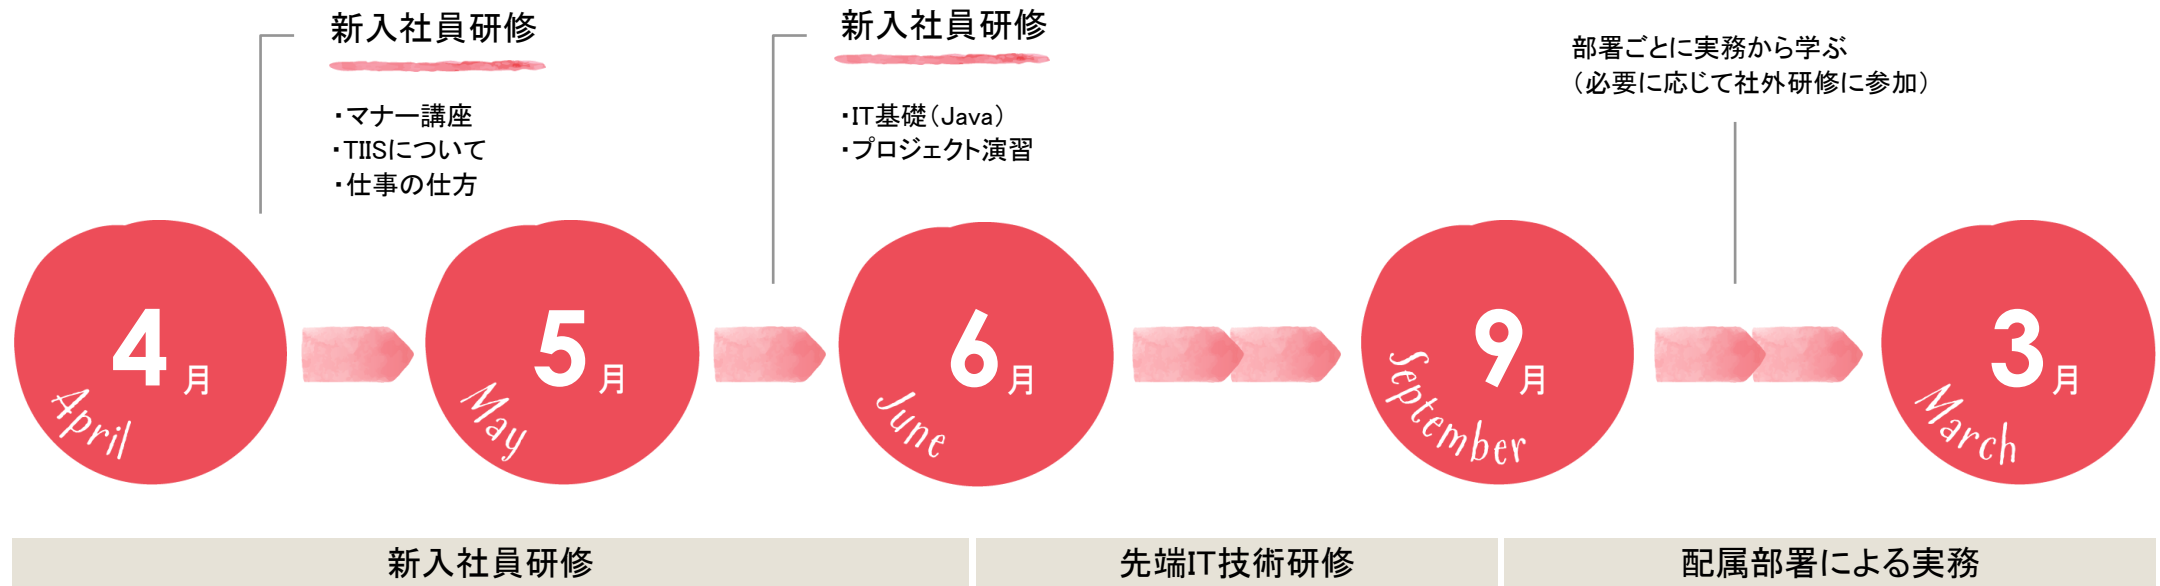 新入社員研修
・マナー講座
・TIISについて
・仕事の仕方
新入社員研修
・IT基礎（Java）
・プロジェクト演習
部署ごとに実務から学ぶ
（必要に応じて社外研修に参加）
4月
April
5月
May
6月
June
9月
September
3月
March
新入社員研修
先端IT技術研修
配属部署による実務